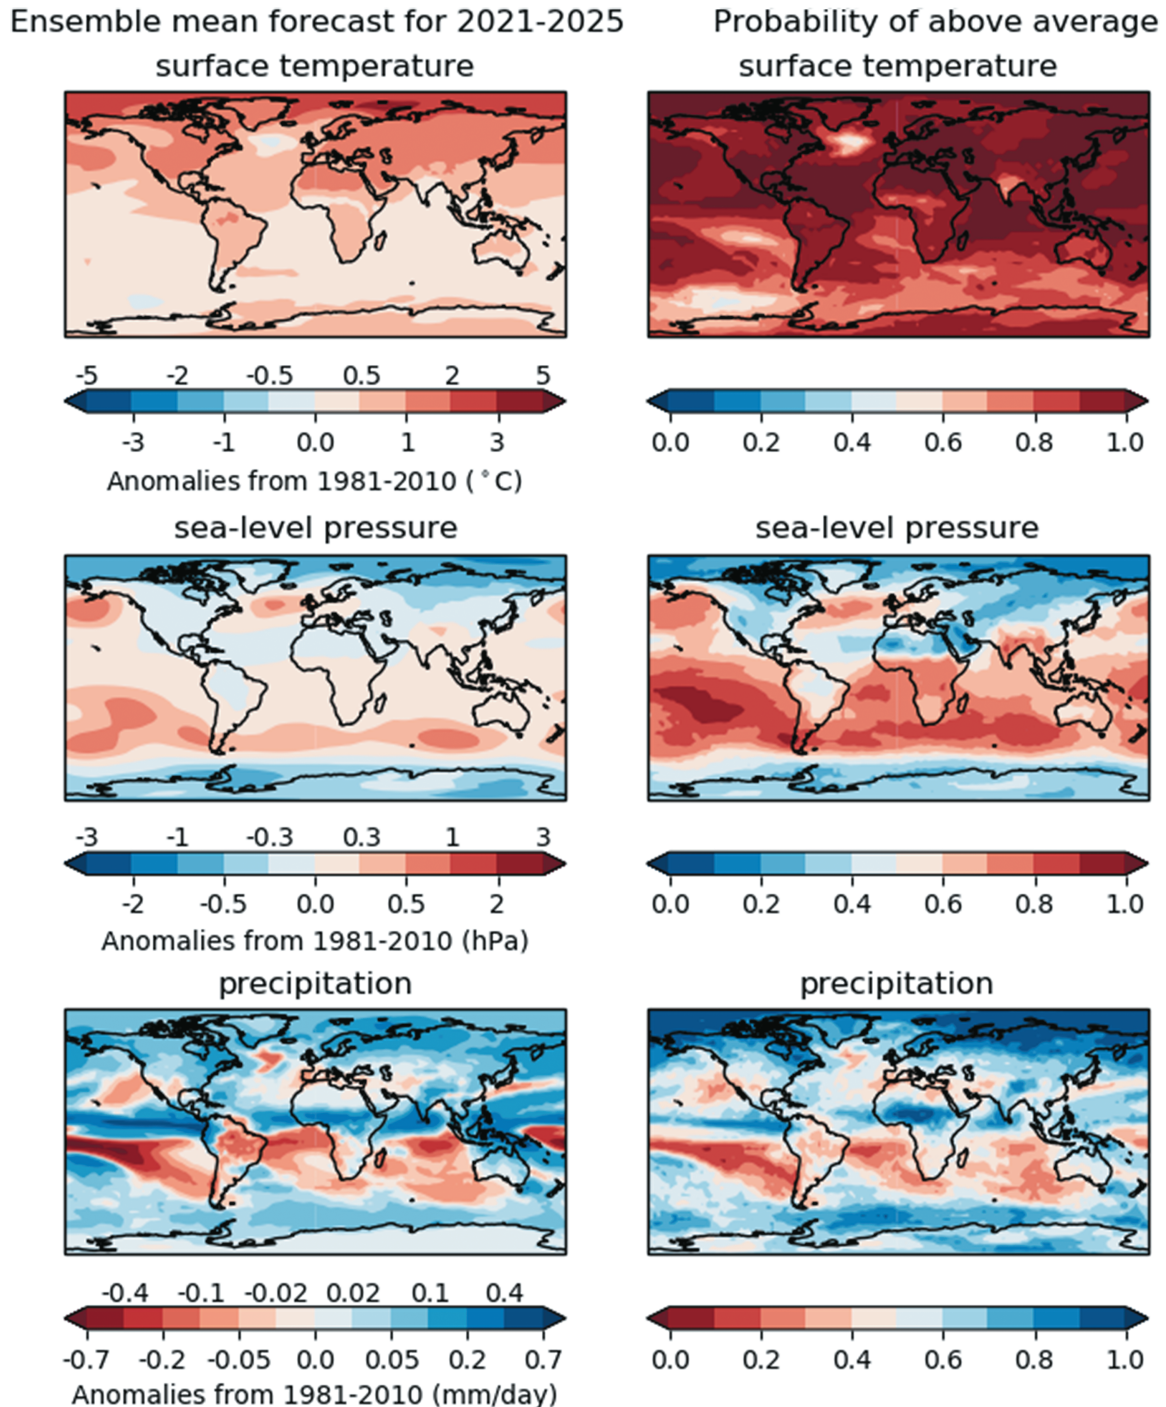 Ensemble mean forecast for 2021-2025
Probability of above average
surface temperature
surface temperature
-5 -2 -0.5 0.5 2 5
-3 -1 0.0 1 3
Anomalies from 1981-2010 (°C)
0.0 0.2 0.4 0.6 0.8 1.0
sea-level pressure
sea-level pressure
-3 -1 -0.3 0.3 1 3
-2 -0.5 0.0 0.5 2
Anomalies from 1981-2010 (hPa)
0.0 0.2 0.4 0.6 0.8 1.0
precipitation
precipitation
-0.4 -0.1 -0.02 0.02 0.1 0.4
-0.7 -0.2 -0.05 0.0 0.05 0.2 0.7
Anomalies from 1981-2010 (mm/day)
0.0 0.2 0.4 0.6 0.8 1.0